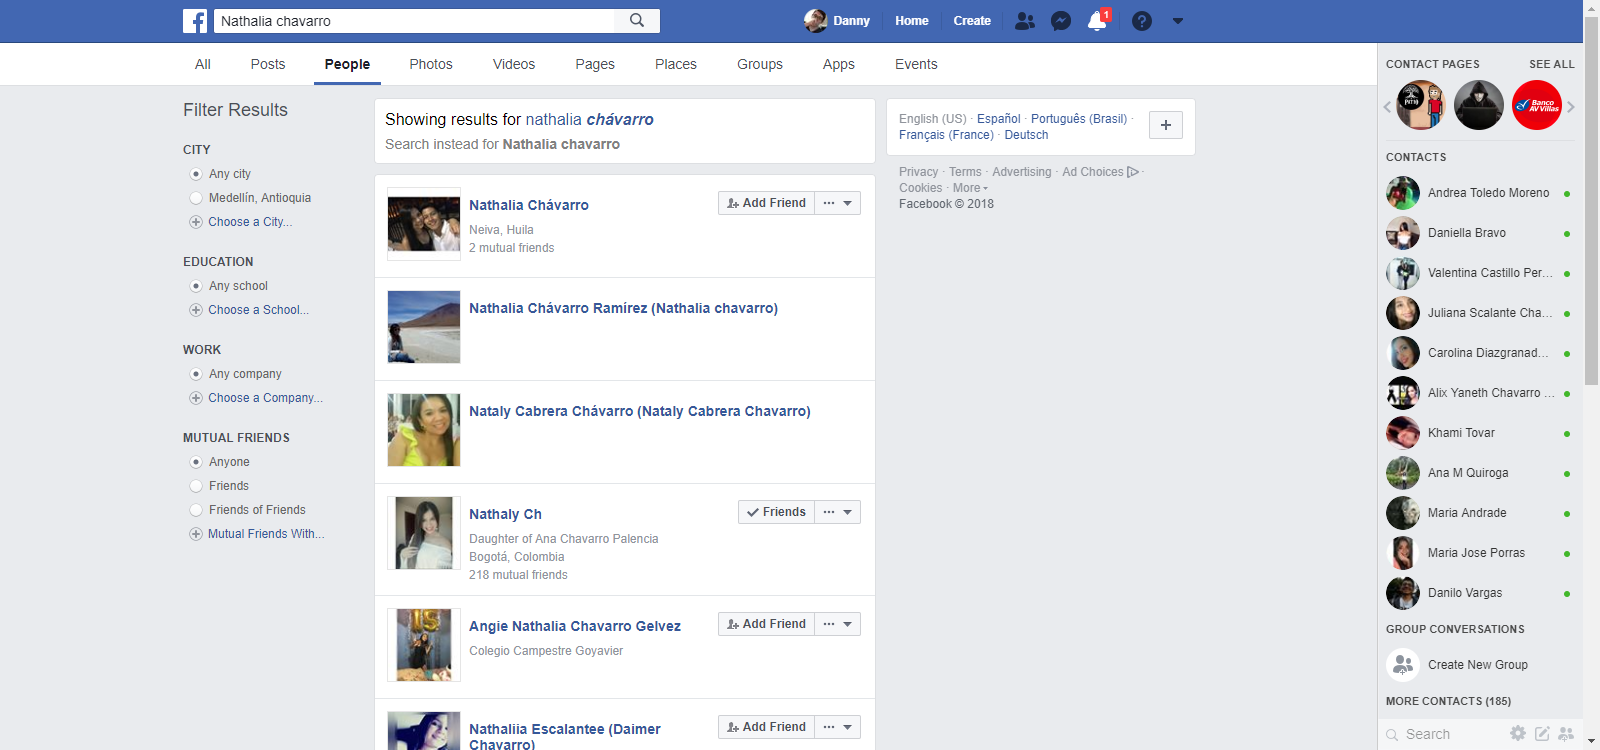 Nathalia chavarro
Danny
Home
Create
1
All
Posts
People
Photos
Videos
Pages
Places
Groups
Apps
Events
Filter Results
CITY
Any city
Medellín, Antioquia
Choose a City...
EDUCATION
Any school
Choose a School...
WORK
Any company
Choose a Company...
MUTUAL FRIENDS
Anyone
Friends
Friends of Friends
Mutual Friends With...
Showing results for nathalia chávarro
Search instead for Nathalia chavarro
Nathalia Chávarro
Neiva, Huila
2 mutual friends
Add Friend
Nathalia Chávarro Ramírez (Nathalia chavarro)
Nataly Cabrera Chávarro (Nataly Cabrera Chavarro)
Nathaly Ch
Daughter of Ana Chavarro Palencia
Bogotá, Colombia
218 mutual friends
Friends
Angie Nathalia Chavarro Gelvez
Colegio Campestre Goyavier
Add Friend
Nathaliia Escalantee (Daimer
Chavarro)
Add Friend
English (US) · Español · Português (Brasil) ·
Français (France) · Deutsch
Privacy · Terms · Advertising · Ad Choices ·
Cookies · More
Facebook © 2018
CONTACT PAGES
SEE ALL
Banco
AV Villas
CONTACTS
Andrea Toledo Moreno
Daniella Bravo
Valentina Castillo Per...
Juliana Scalante Cha...
Carolina Diazgranad...
Alix Yaneth Chavarro ...
Khami Tovar
Ana M Quiroga
Maria Andrade
Maria Jose Porras
Danilo Vargas
GROUP CONVERSATIONS
Create New Group
MORE CONTACTS (185)
Search